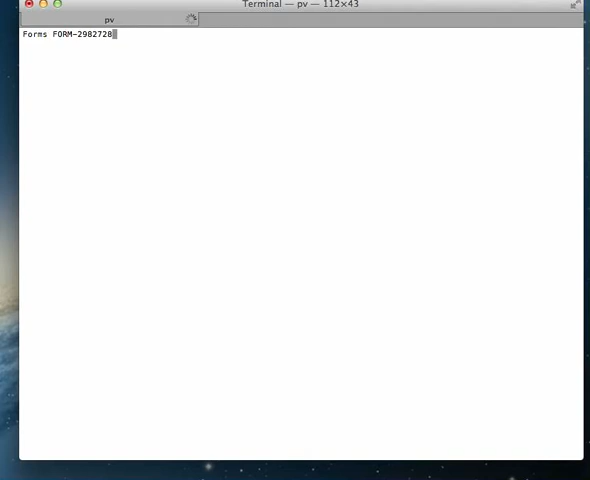 Terminal — pv — 112×43
pv
Forms FORM-2982728